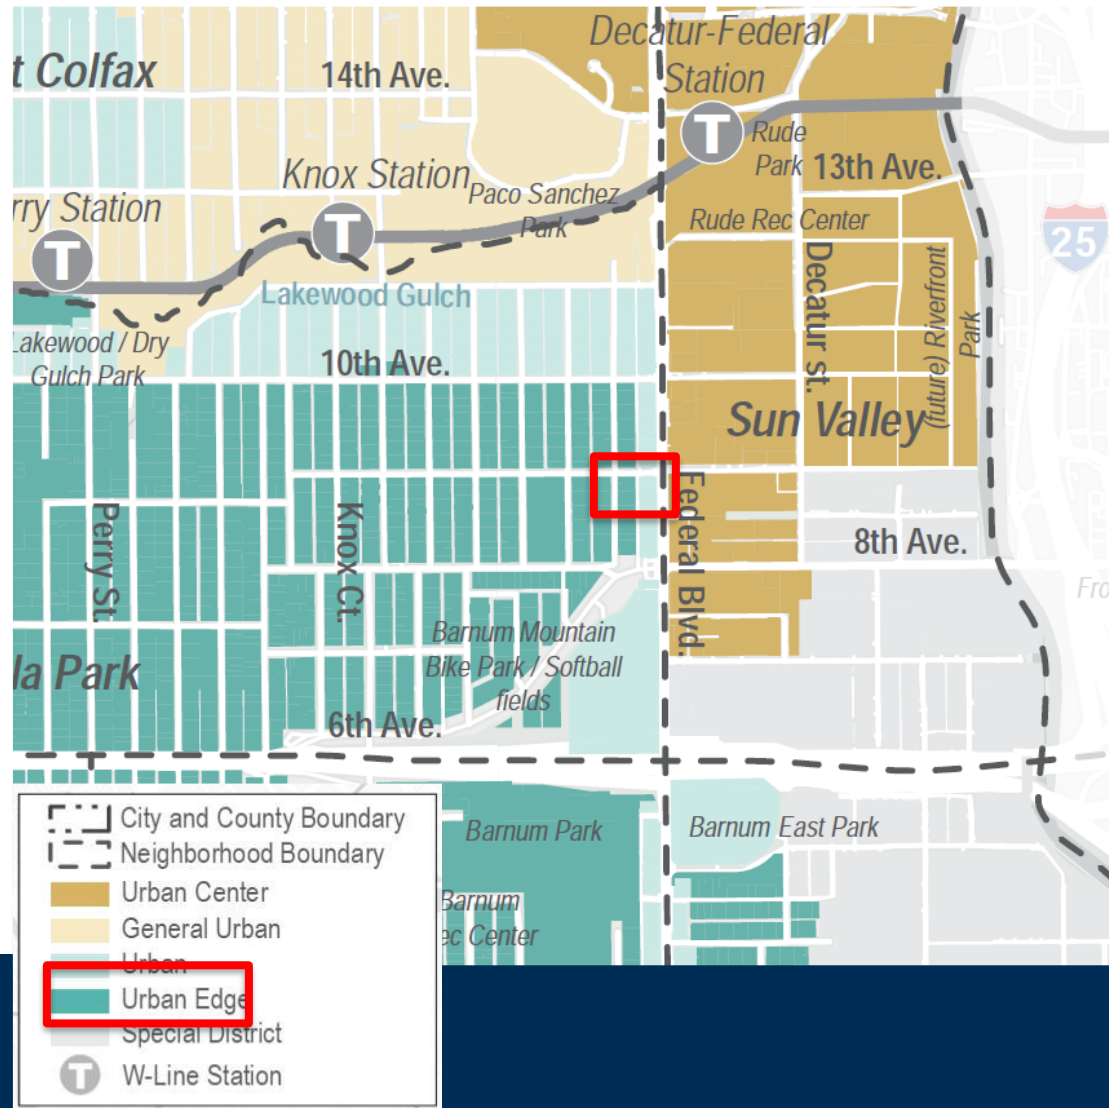 Decatur-Federal
Station
t Colfax
14th Ave.
T
Rude
Park
13th Ave.
Knox Station
Paco Sanchez
Park
rry Station
T
T
Rude Rec Center
25
Decatur st.
(future) Riverfront
Park
Lakewood Gulch
Lakewood / Dry
Gulch Park
10th Ave.
Sun Valley
Perry St.
Knox Ct.
Federal Blvd.
8th Ave.
Fro
Barnum Mountain
Bike Park / Softball
fields
la Park
6th Ave.
Barnum Park
Barnum East Park
Barnum
ec Center
City and County Boundary
Neighborhood Boundary
Urban Center
General Urban
Urban
Urban Edge
Special District
T
W-Line Station